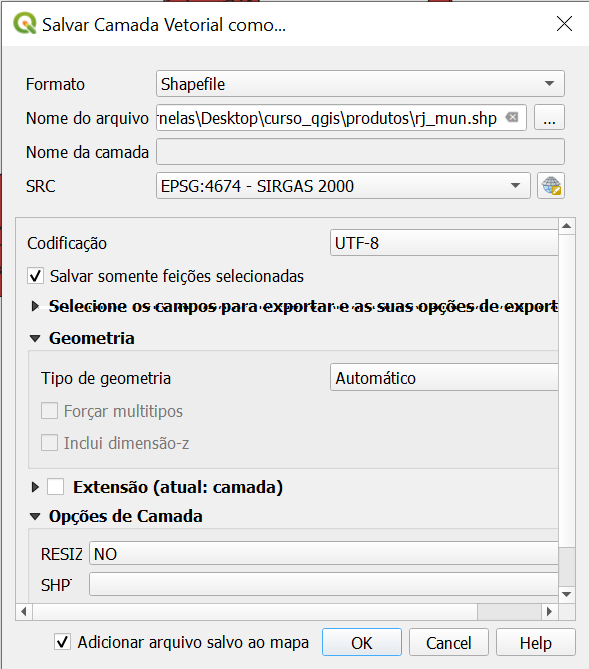 Salvar Camada Vetorial como...
Formato Shapefile
Nome do arquivo rnelas\Desktop\curso_qgis\produtos\rj_mun.shp ...
Nome da camada
SRC EPSG:4674 - SIRGAS 2000
Codificação UTF-8
Salvar somente feições selecionadas
Selecione os campos para exportar e as suas opções de export
Geometria
Tipo de geometria Automático
Forçar multitipos
Inclui dimensão-z
Extensão (atual: camada)
Opções de Camada
RESIZ NO
SHP
Adicionar arquivo salvo ao mapa OK Cancel Help